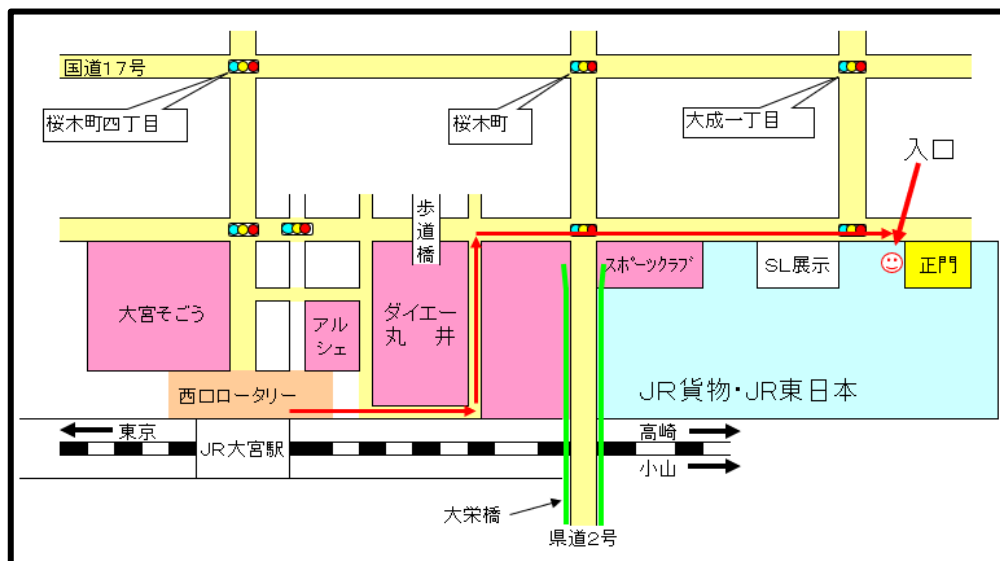 国道17号
桜木町四丁目
桜木町
大成一丁目
入口
歩道橋
大宮そごう
アル
シェ
ダイエー
丸　井
スポーツクラブ
SL展示
正門
西口ロータリー
JR貨物・JR東日本
東京
JR大宮駅
高崎
小山
大栄橋
県道2号